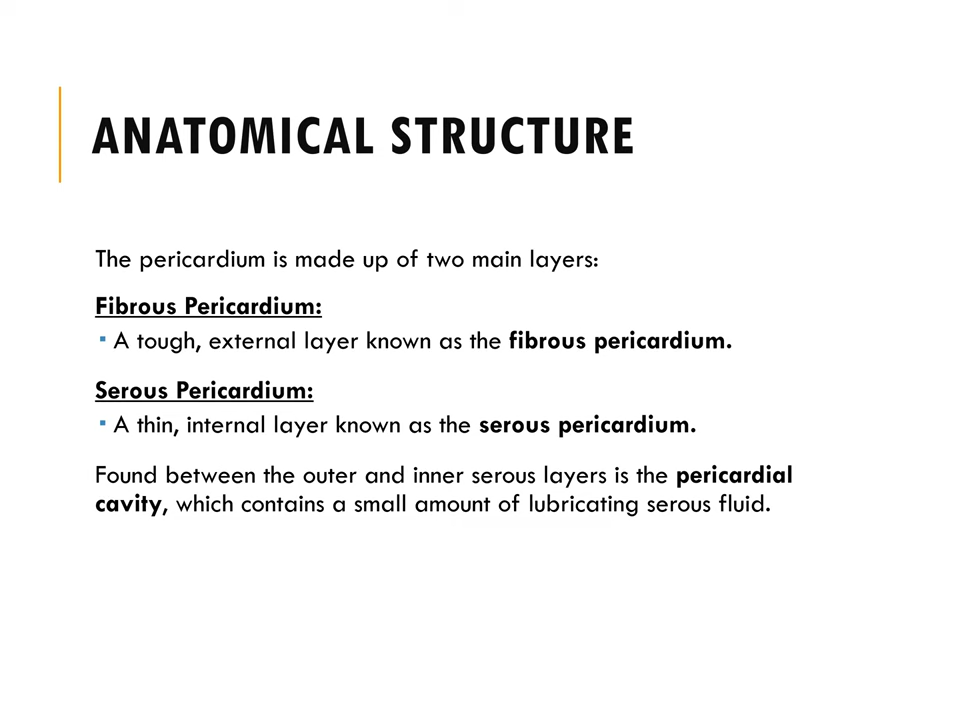 ANATOMICAL STRUCTURE
The pericardium is made up of two main layers:
Fibrous Pericardium:
▪ A tough, external layer known as the fibrous pericardium.
Serous Pericardium:
▪ A thin, internal layer known as the serous pericardium.
Found between the outer and inner serous layers is the pericardial
cavity, which contains a small amount of lubricating serous fluid.